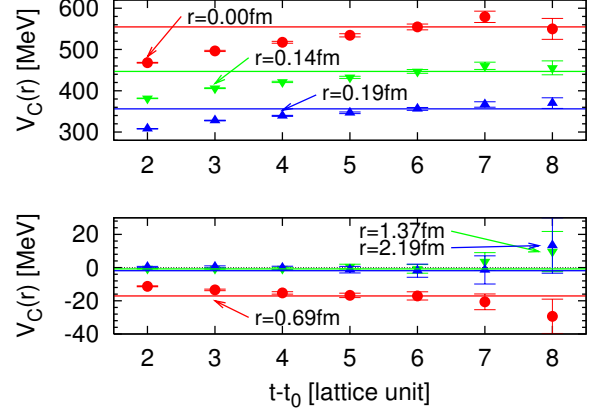 600
500
400
300
V_C(r) [MeV]
r=0.00fm
r=0.14fm
r=0.19fm
2 3 4 5 6 7 8
20
0
-20
-40
V_C(r) [MeV]
r=1.37fm
r=2.19fm
r=0.69fm
2 3 4 5 6 7 8
t-t_0 [lattice unit]